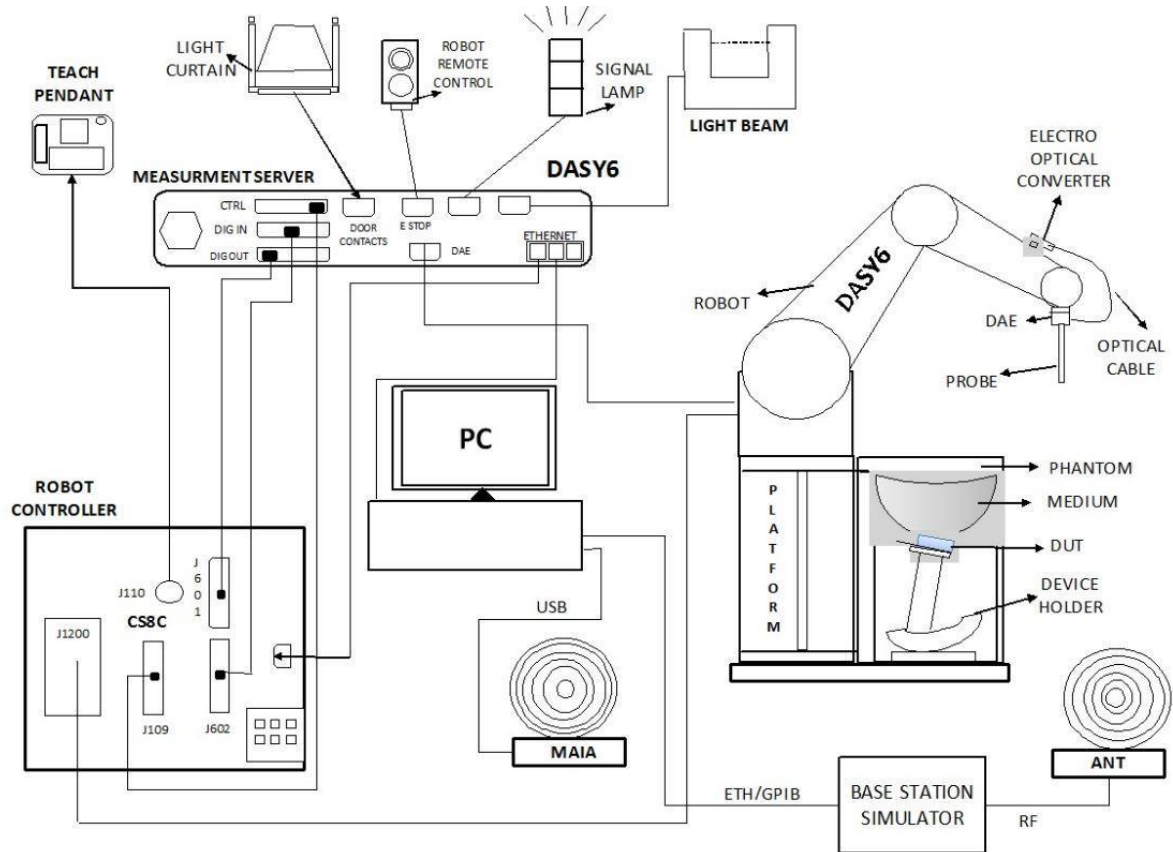 LIGHT
CURTAIN
ROBOT
REMOTE
CONTROL
SIGNAL
LAMP
LIGHT BEAM
TEACH
PENDANT
ELECTRO
OPTICAL
CONVERTER
MEASURMENT SERVER
DASY6
CTRL
DIG IN
DIG OUT
DOOR
CONTACTS
E STOP
DAE
ETHERNET
ROBOT
DASY6
DAE
OPTICAL
CABLE
PROBE
PC
PLATFORM
PHANTOM
MEDIUM
DUT
DEVICE
HOLDER
ROBOT
CONTROLLER
J110
J601
CS8C
J1200
J109
J602
USB
MAIA
ANT
ETH/GPIB
BASE STATION
SIMULATOR
RF